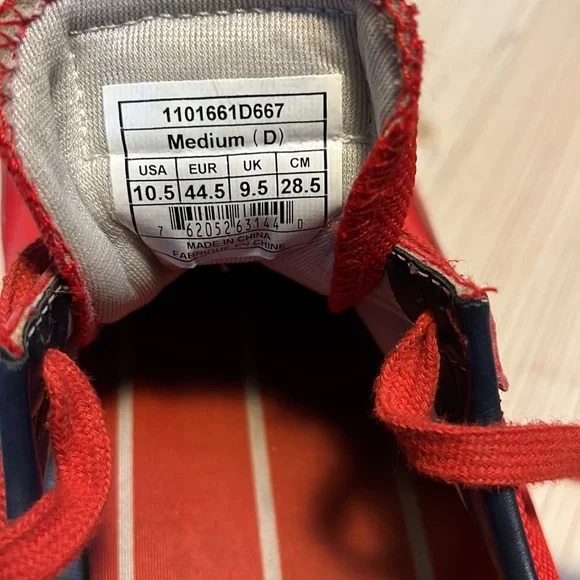 1101661D667
Medium (D)
USA EUR UK CM
10.5 44.5 9.5 28.5
7 62052 63144 0
MADE IN CHINA
FABRIQUE EN CHINE